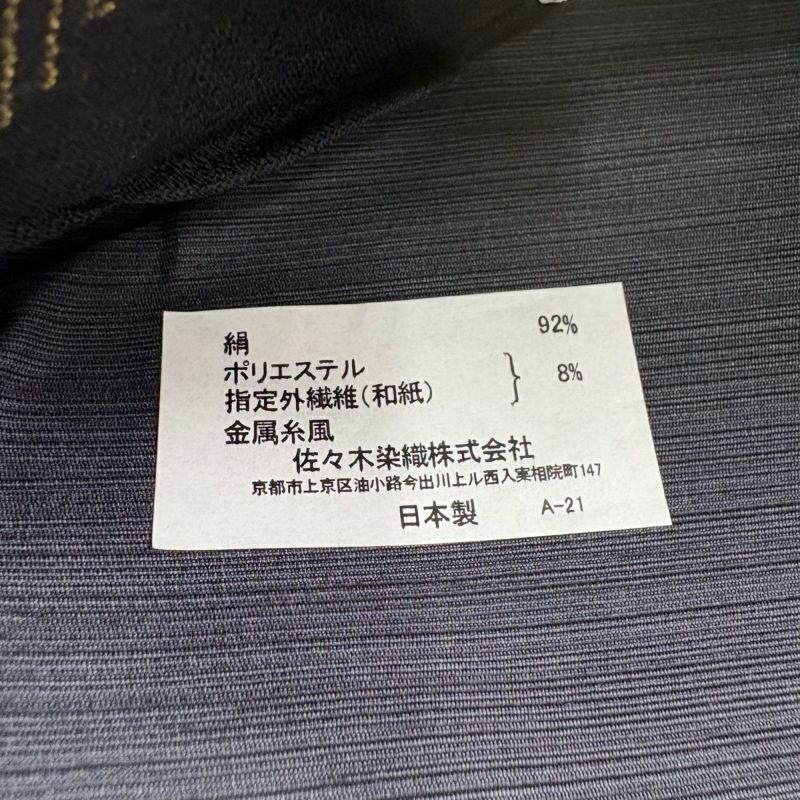 絹 92%
ポリエステル
指定外繊維(和紙) } 8%
金属糸風
佐々木染織株式会社
京都市上京区油小路今出川上ル西入案相院町147
日本製 A-21